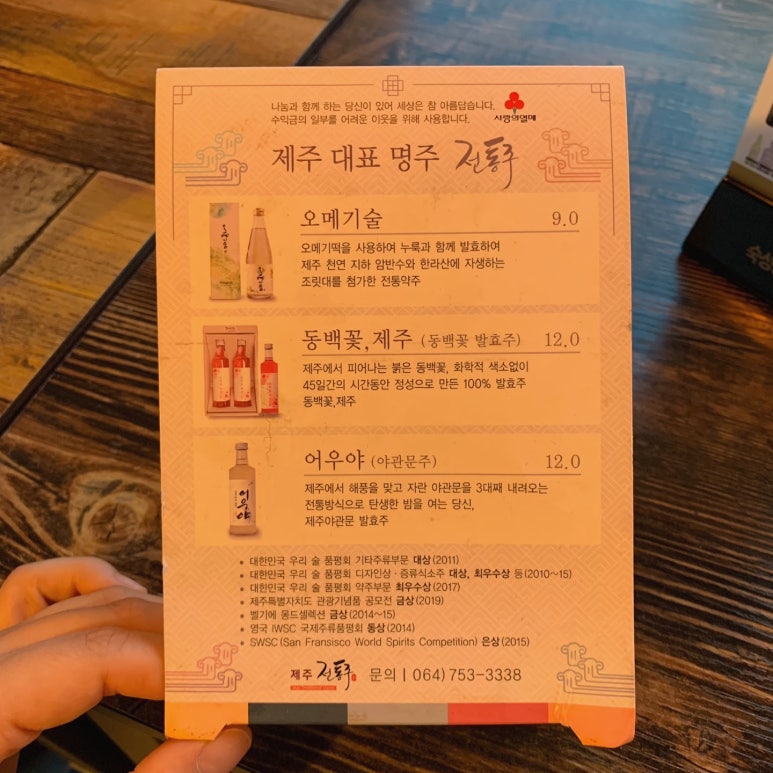 나눔과 함께 하는 당신이 있어 세상은 참 아름답습니다.
수익금의 일부를 어려운 이웃을 위해 사용합니다.
사랑의열매
제주 대표 명주 전통주
오메기술 9.0
오메기떡을 사용하여 누룩과 함께 발효하여
제주 천연 지하 암반수와 한라산에 자생하는
조릿대를 첨가한 전통약주
동백꽃,제주 (동백꽃 발효주) 12.0
제주에서 피어나는 붉은 동백꽃, 화학적 색소없이
45일간의 시간동안 정성으로 만든 100% 발효주
동백꽃,제주
어우야 (야관문주) 12.0
어우야
제주에서 해풍을 맞고 자란 야관문을 3대째 내려오는
전통방식으로 탄생한 밤을 여는 당신,
제주야관문 발효주
• 대한민국 우리 술 품평회 기타주류부문 대상(2011)
• 대한민국 우리 술 품평회 디자인상·증류식소주 대상, 최우수상 등(2010~15)
• 대한민국 우리 술 품평회 약주부문 최우수상(2017)
• 제주특별자치도 관광기념품 공모전 금상(2019)
• 벨기에 몽드셀렉션 금상(2014~15)
• 영국 IWSC 국제주류품평회 동상(2014)
• SWSC(San Fransisco World Spirits Competition) 은상(2015)
제주 전통주 문의 | 064)753-3338